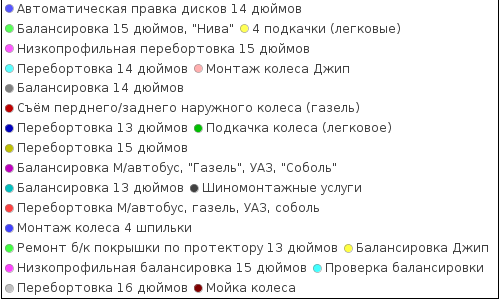 Автоматическая правка дисков 14 дюймов
Балансировка 15 дюймов, "Нива" 4 подкачки (легковые)
Низкопрофильная перебортовка 15 дюймов
Перебортовка 14 дюймов Монтаж колеса Джип
Балансировка 14 дюймов
Съём перднего/заднего наружного колеса (газель)
Перебортовка 13 дюймов Подкачка колеса (легковое)
Перебортовка 15 дюймов
Балансировка М/автобус, "Газель", УАЗ, "Соболь"
Балансировка 13 дюймов Шиномонтажные услуги
Перебортовка М/автобус, газель, УАЗ, соболь
Монтаж колеса 4 шпильки
Ремонт б/к покрышки по протектору 13 дюймов Балансировка Джип
Низкопрофильная балансировка 15 дюймов Проверка балансировки
Перебортовка 16 дюймов Мойка колеса